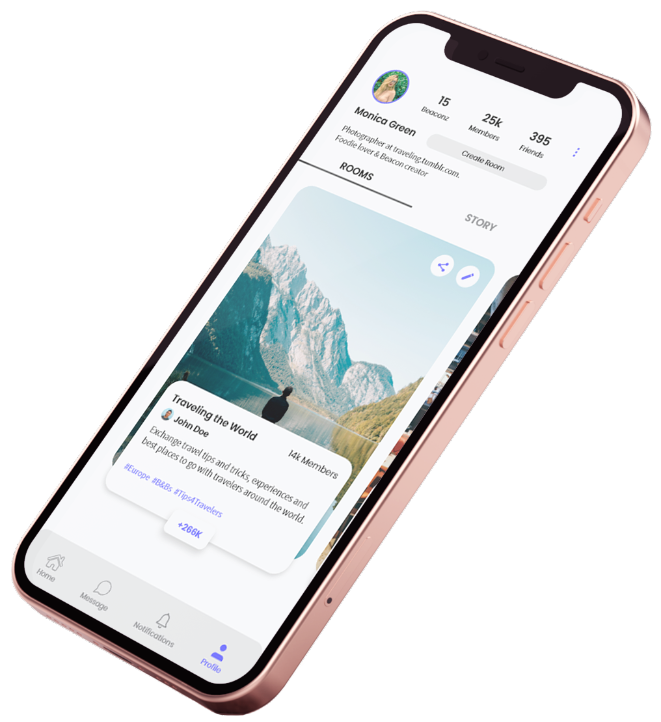 15
Beaconz
25k
Members
395
Friends
Monica Green
Photographer at traveling.tumblr.com.
Foodie lover & Beacon creator
Create Room
ROOMS
STORY
Traveling the World
John Doe
14k Members
Exchange travel tips and tricks, experiences and
best places to go with travelers around the world.
#Europe #B&Bs #Tips4Travelers
+266K
Home
Message
Notifications
Profile